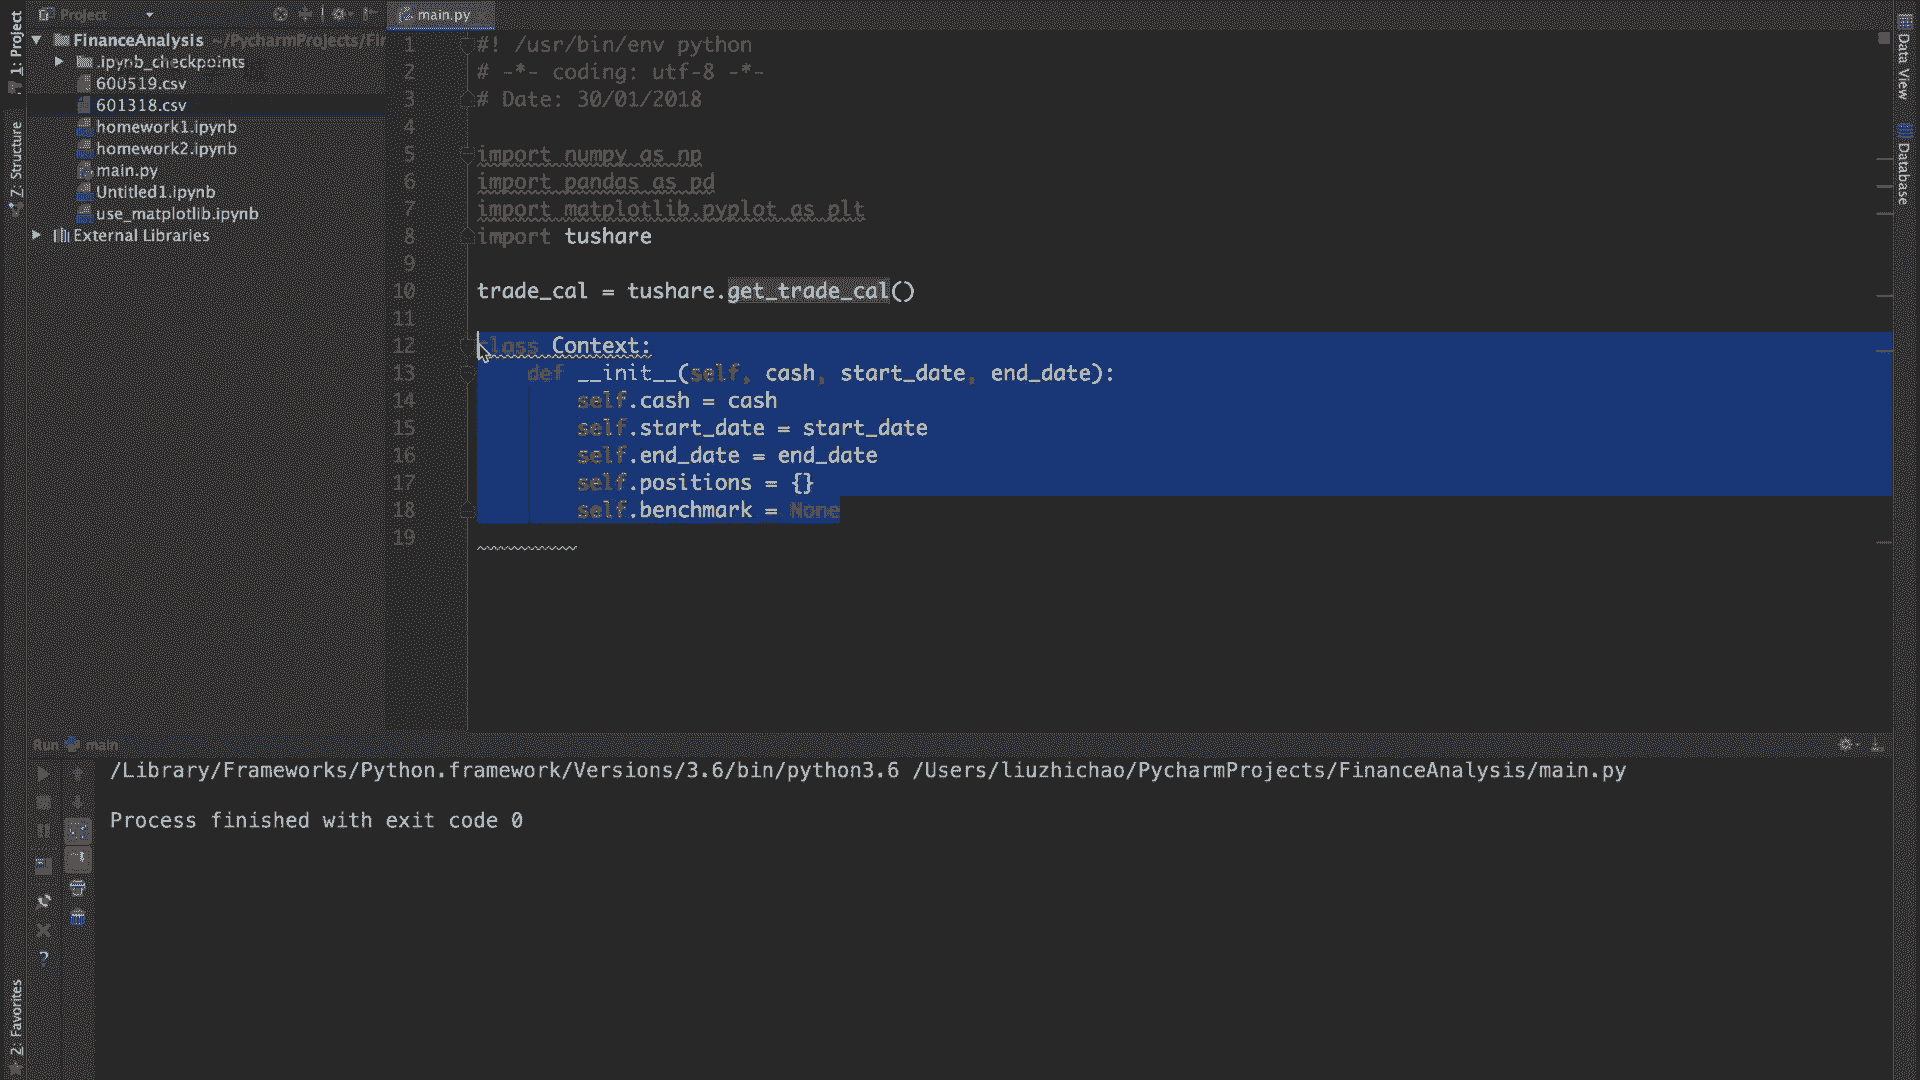 1: Project
Project
FinanceAnalysis ~/PycharmProjects/Fi
.ipynb_checkpoints
600519.csv
601318.csv
homework1.ipynb
homework2.ipynb
main.py
Untitled1.ipynb
use_matplotlib.ipynb
External Libraries
Z: Structure
2: Favorites
main.py
1 #! /usr/bin/env python
2 # -*- coding: utf-8 -*-
3 # Date: 30/01/2018
4
5 import numpy as np
6 import pandas as pd
7 import matplotlib.pyplot as plt
8 import tushare
9
10 trade_cal = tushare.get_trade_cal()
11
12 class Context:
13 def __init__(self, cash, start_date, end_date):
14 self.cash = cash
15 self.start_date = start_date
16 self.end_date = end_date
17 self.positions = {}
18 self.benchmark = None
19
Data View
Database
Run main
/Library/Frameworks/Python.framework/Versions/3.6/bin/python3.6 /Users/liuzhichao/PycharmProjects/FinanceAnalysis/main.py
Process finished with exit code 0